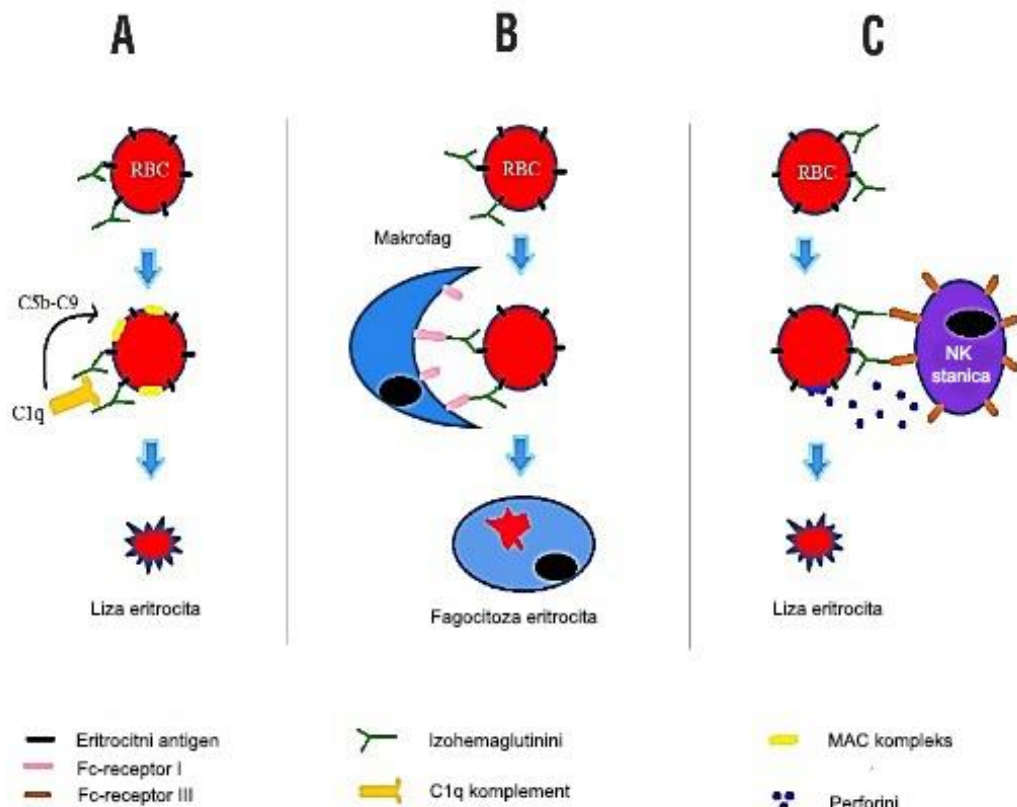 A B C
RBC RBC RBC
Makrofag
C5b-C9
NK
stanica
C1q
Liza eritrocita Fagocitoza eritrocita Liza eritrocita
Eritrocitni antigen Izohemaglutinini MAC kompleks
Fc-receptor I
Fc-receptor III C1q komplement Perforini